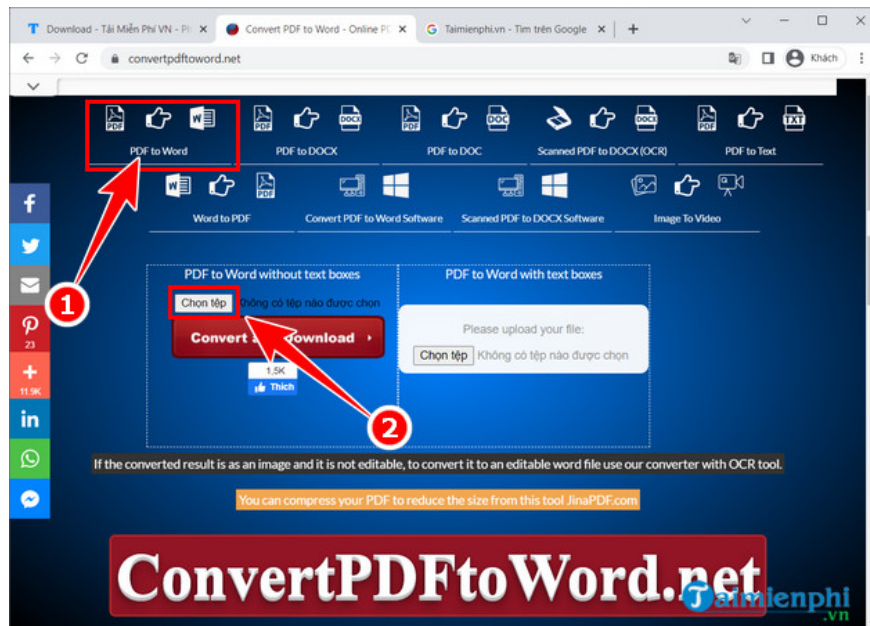 Download - Tải Miễn Phí VN - Ph
Convert PDF to Word - Online P
Taimienphi.vn - Tìm trên Google
convertpdftoword.net
Khách
PDF
W
PDF
DOCX
PDF
DOC
DOCX
PDF
TXT
PDF to Word
PDF to DOCX
PDF to DOC
Scanned PDF to DOCX (OCR)
PDF to Text
W
PDF
Word to PDF
Convert PDF to Word Software
Scanned PDF to DOCX Software
Image To Video
PDF to Word without text boxes
PDF to Word with text boxes
Chọn tệp Không có tệp nào được chọn
Convert Download
1,5K
Thích
Please upload your file:
Chọn tệp Không có tệp nào được chọn
1
2
23
11.9K
in
If the converted result is as an image and it is not editable, to convert it to an editable word file use our converter with OCR tool.
You can compress your PDF to reduce the size from this tool JinaPDF.com
ConvertPDFtoWord.net
Taimienphi
.vn